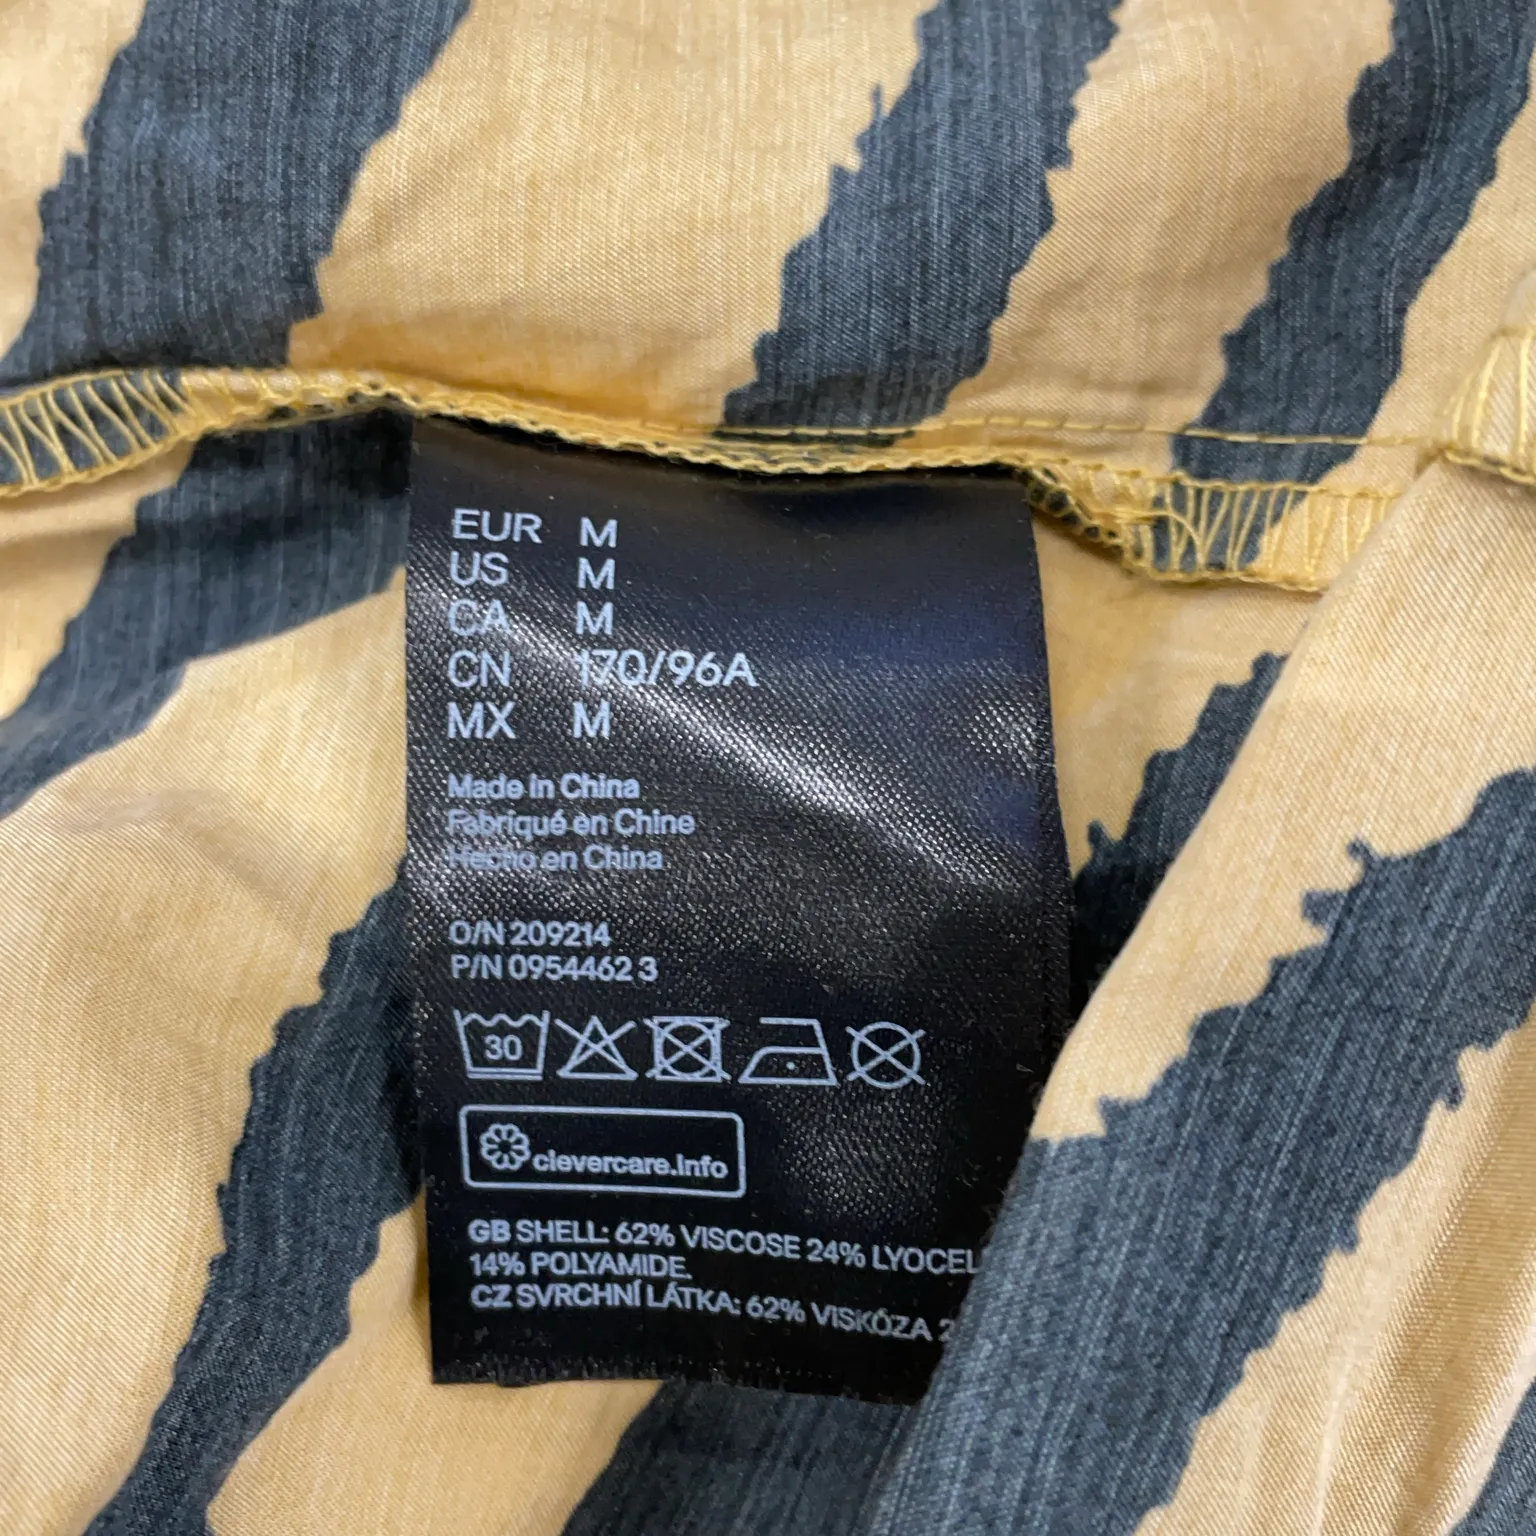 EUR M
US M
CA M
CN 170/96A
MX M
Made in China
Fabriqué en Chine
Hecho en China
O/N 209214
P/N 0954462 3
30
clevercare.info
GB SHELL: 62% VISCOSE 24% LYOCEL
14% POLYAMIDE.
CZ SVRCHNÍ LÁTKA: 62% VISKÓZA 2